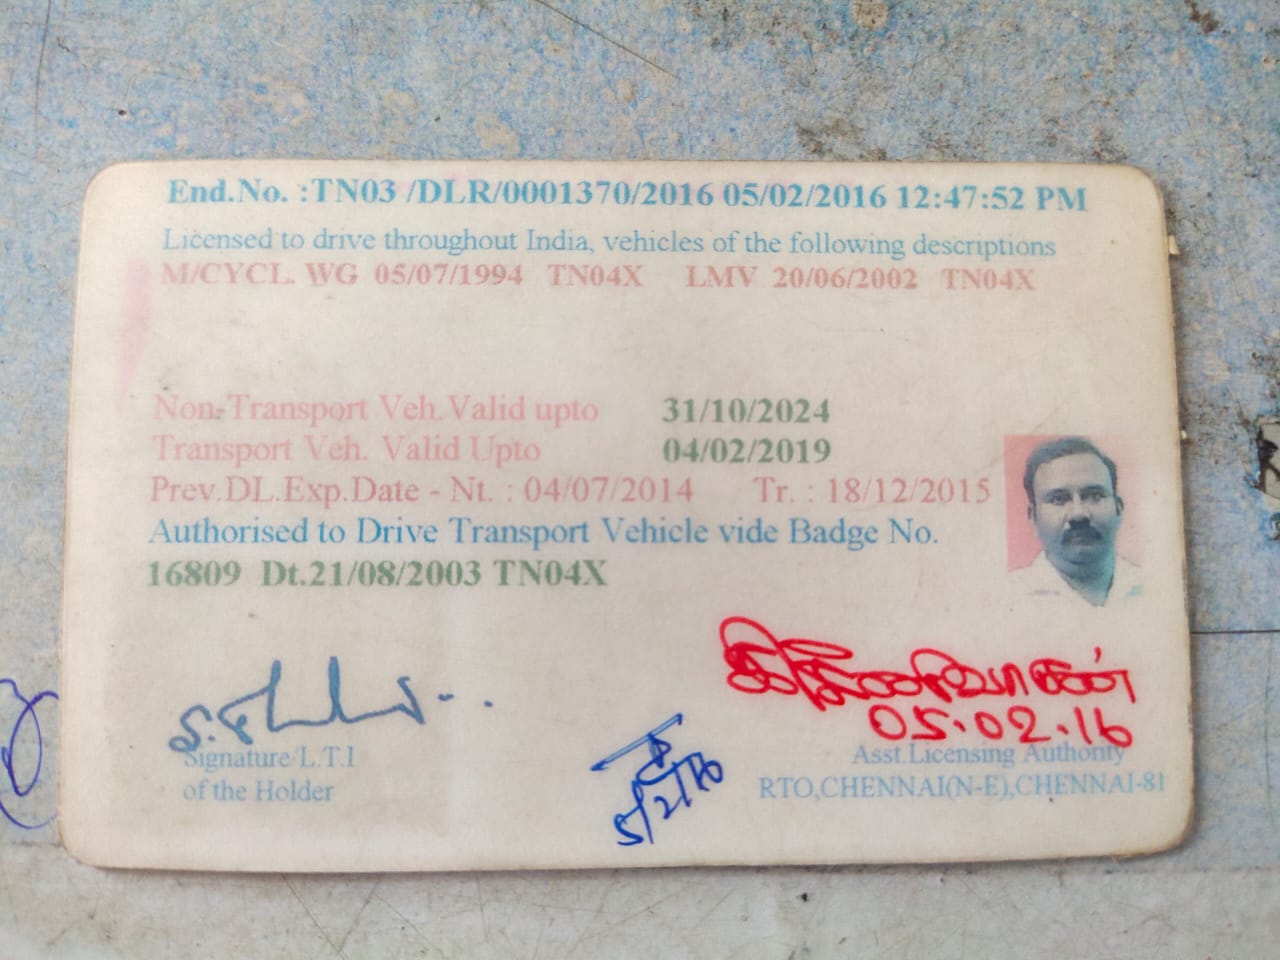 End.No. :TN03 /DLR/0001370/2016 05/02/2016 12:47:52 PM
Licensed to drive throughout India, vehicles of the following descriptions
M/CYCL. WG 05/07/1994 TN04X LMV 20/06/2002 TN04X
Non-Transport Veh.Valid upto 31/10/2024
Transport Veh. Valid Upto 04/02/2019
Prev.DL.Exp.Date - Nt. : 04/07/2014 Tr. : 18/12/2015
Authorised to Drive Transport Vehicle vide Badge No.
16809 Dt.21/08/2003 TN04X
05.02.16
Signature/L.T.I
of the Holder
5/2/16
Asst.Licensing Authority
RTO,CHENNAI(N-E),CHENNAI-81